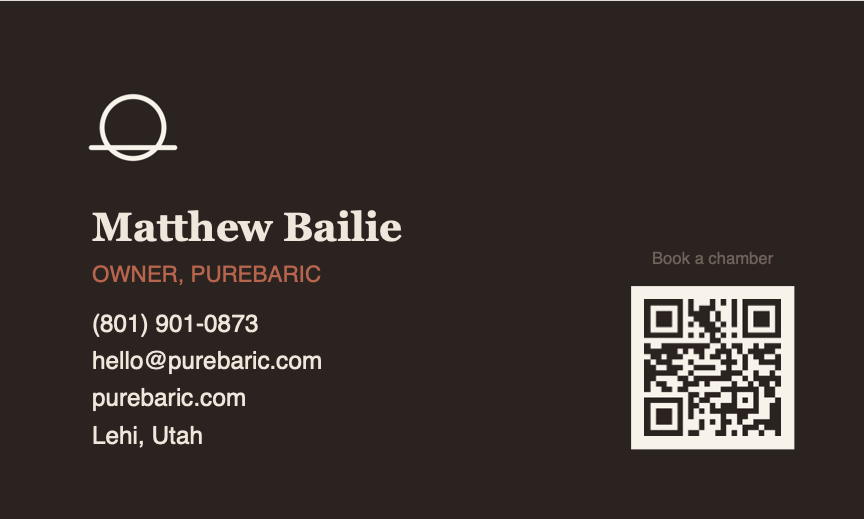 Matthew Bailie
OWNER, PUREBARIC
(801) 901-0873
hello@purebaric.com
purebaric.com
Lehi, Utah
Book a chamber